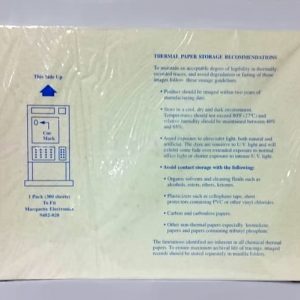 This Side Up
Cue
Mark
1 Pack (300 sheets)
To Fit
Marquette Electronics
9402-020
THERMAL PAPER STORAGE RECOMMENDATIONS
To maintain an acceptable degree of legibility in thermally
recorded traces, and avoid degradation or fading of those
images follow these storage guidelines.
• Product should be imaged within two years of
manufacturing date.
• Store in a cool, dry and dark environment.
Temperatures should not exceed 80°F (27°C) and
relative humidity should be maintained between 40%
and 65%.
• Avoid exposure to ultraviolet light, both natural and
artificial. The dyes are sensitive to U.V. light and will
exhibit some fade over extended exposure to normal
office light or shorter exposure to intense U.V. light.
• Avoid contact storage with the following:
• Organic solvents and cleaning fluids such as
alcohols, esters, ethers, ketones.
• Plasticizers such as cellophane tape, sheet
protectors containing PVC or other vinyl chlorides.
• Carbon and carbonless papers.
• Other non-thermal papers especially
papers and papers containing tributyl phosphate.
The limitations identified are inherent in all chemical thermal
papers. To ensure maximum archival life of tracings, imaged
records should be stored separately in manilla folders.